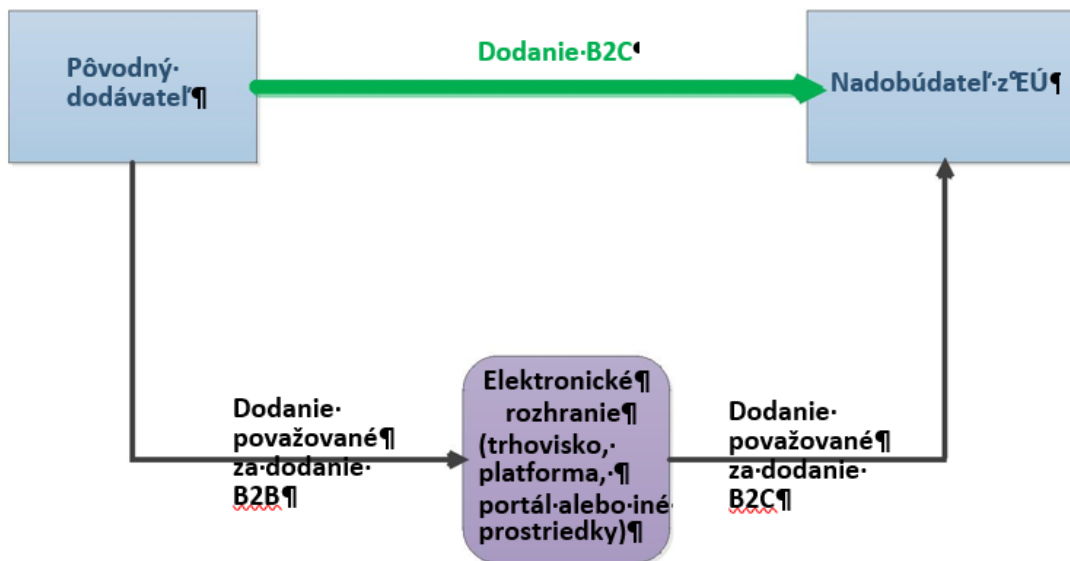 Pôvodný·
dodávateľ¶
Dodanie·B2C¶
Nadobúdateľ·z°EÚ¶
Dodanie·
považované¶
za·dodanie·
B2B¶
Elektronické¶
rozhranie¶
(trhovisko,·
platforma,·¶
portál·alebo·iné·
prostriedky)¶
Dodanie·
považované¶
za·dodanie·
B2C¶